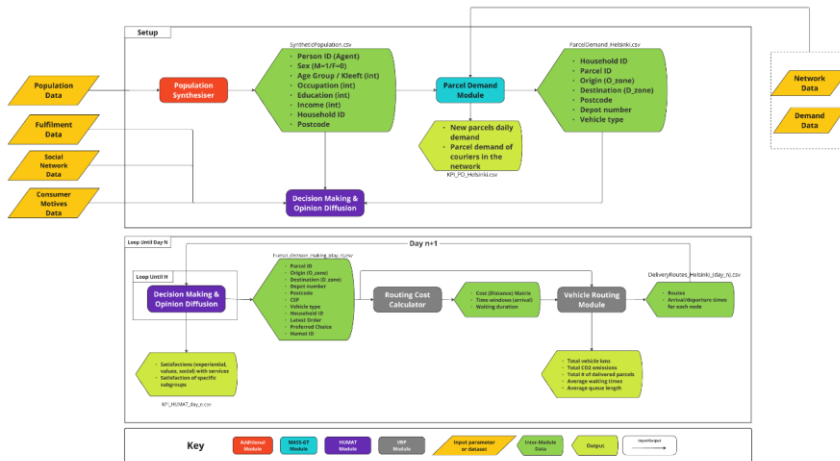 Setup
SyntheticPopulation.csv
Person ID (Agent)
Sex (M=1/F=0)
Age Group / Kleeft (int)
Occupation (int)
Education (int)
Income (int)
Household ID
Postcode
ParcelDemand_Helsinki.csv
Household ID
Parcel ID
Origin (O_zone)
Destination (D_zone)
Postcode
Depot number
Vehicle type
Population
Data
Population
Synthesiser
Parcel Demand
Module
Network
Data
Demand
Data
Fulfilment
Data
Social
Network
Data
Consumer
Motives
Data
New parcels daily
demand
Parcel demand of
couriers in the
network
KPI_PD_Helsinki.csv
Decision Making &
Opinion Diffusion
Loop Until Day N
Day n+1
Loop Until H
Parcel ID
Origin (O_zone)
Destination (D_zone)
Depot number
Postcode
CEP
Vehicle type
Household ID
Latest Order
Preferred Choice
Humat ID
DeliveryRoutes_Helsinki_(day_n).csv
Decision Making &
Opinion Diffusion
Routing Cost
Calculator
Cost (Distance) Matrix
Time windows (arrival)
Waiting duration
Vehicle Routing
Module
Routes
Arrival/departure times
for each node
Satisfactions (experiential,
values, social) with services
Satisfaction of specific
subgroups
KPI_HUMAT_day_n.csv
Total vehicle kms
Total CO2 emissions
Total # of delivered parcels
Average waiting times
Average queue length
Key
Additional
Module
MASS-GT
Module
HUMAT
Module
VRP
Module
Input parameter
or dataset
Inter-Module
Data
Output
Input/Output